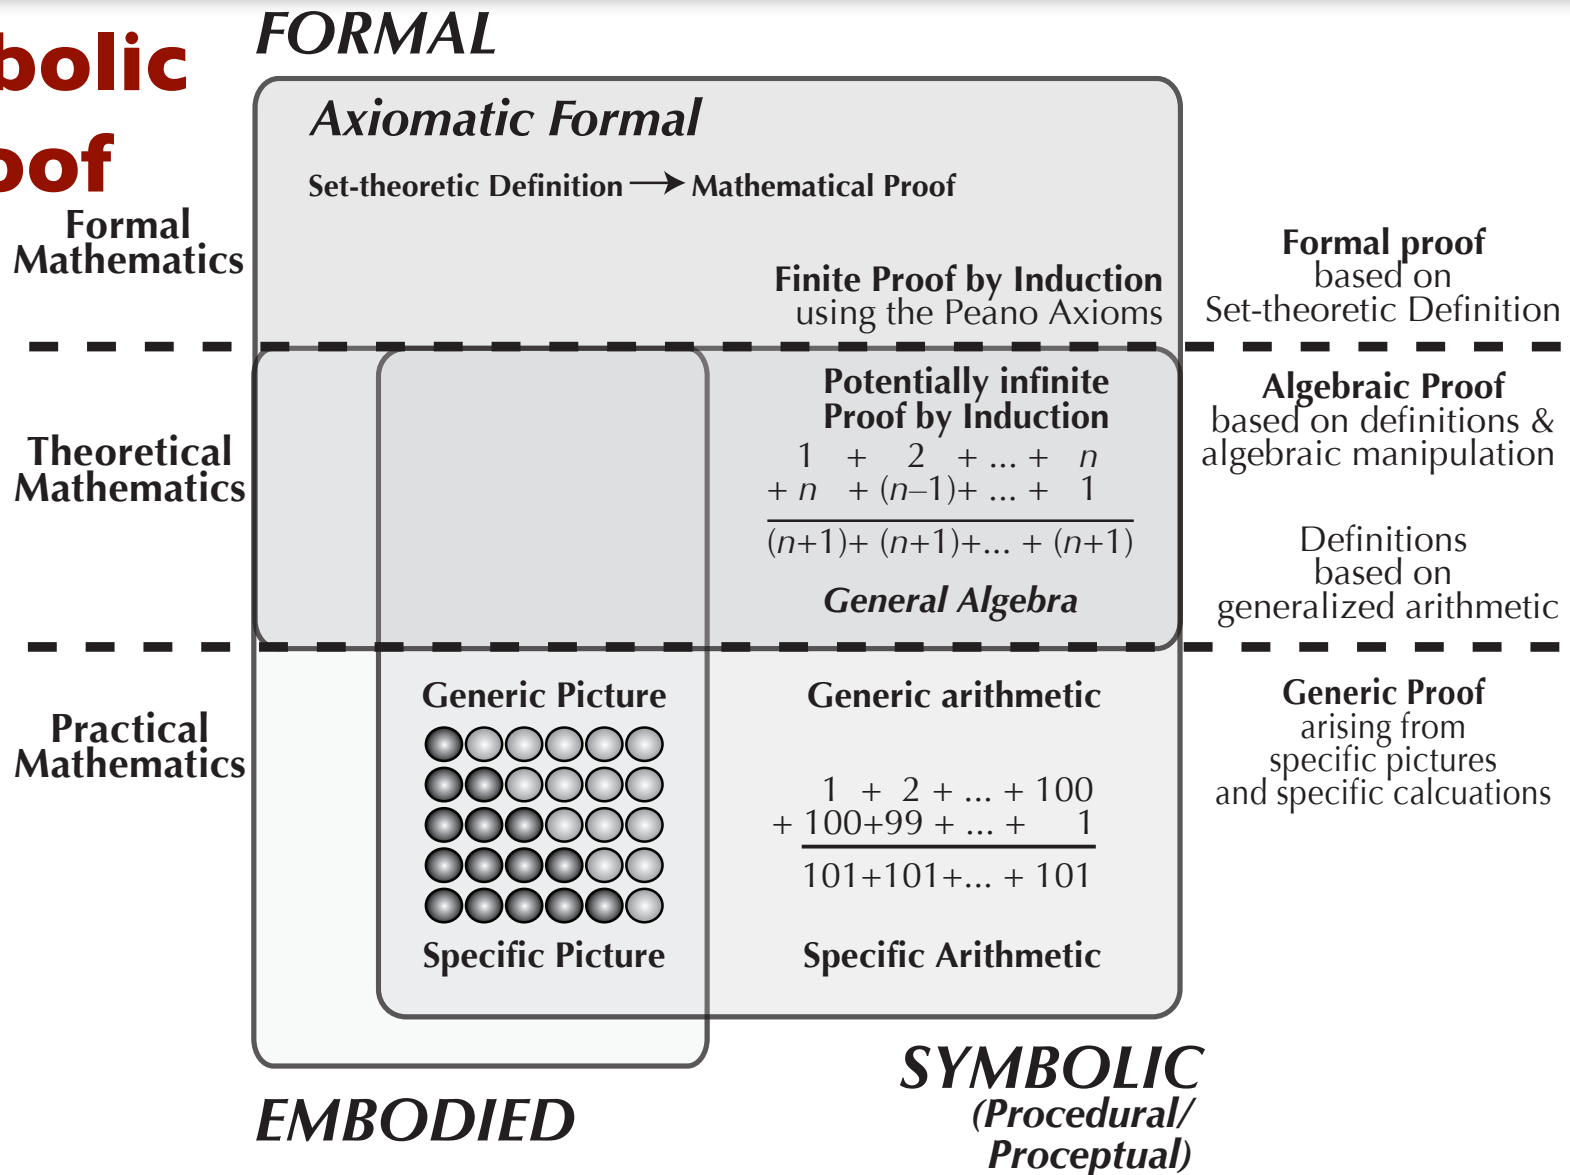 bolic
oof
FORMAL
Axiomatic Formal
Set-theoretic Definition → Mathematical Proof
Formal
Mathematics
Finite Proof by Induction
using the Peano Axioms
Formal proof
based on
Set-theoretic Definition
Theoretical
Mathematics
Potentially infinite
Proof by Induction
1 + 2 + ... + n
+ n + (n–1)+ ... + 1
(n+1)+ (n+1)+... + (n+1)
General Algebra
Algebraic Proof
based on definitions &
algebraic manipulation
Definitions
based on
generalized arithmetic
Practical
Mathematics
Generic Picture
Specific Picture
Generic arithmetic
1 + 2 + ... + 100
+ 100+99 + ... + 1
101+101+... + 101
Specific Arithmetic
Generic Proof
arising from
specific pictures
and specific calcuations
EMBODIED
SYMBOLIC
(Procedural/
Proceptual)